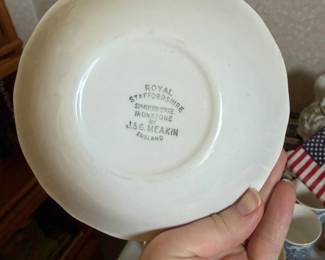 ROYAL
STAFFORDSHIRE
IRONSTONE
BY
J.& G. MEAKIN
ENGLAND